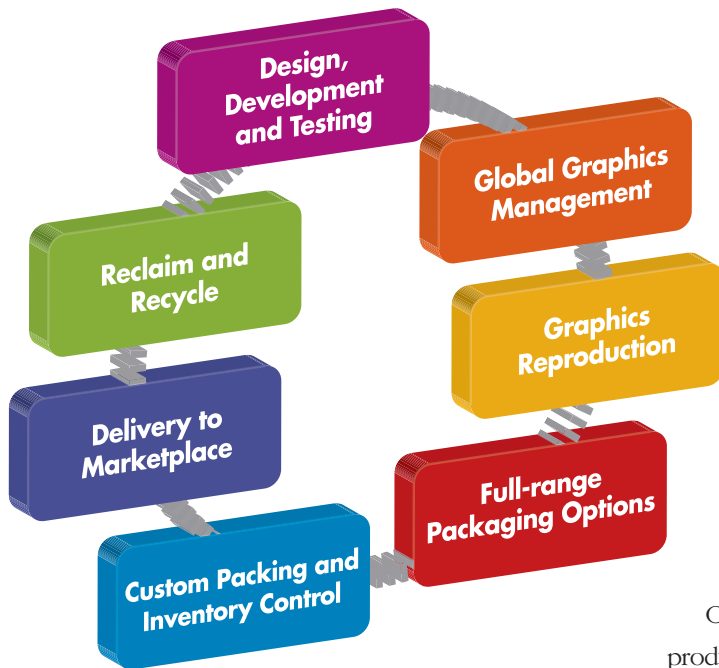 Design,
Development
and Testing
Global Graphics
Management
Graphics
Reproduction
Full-range
Packaging Options
Custom Packing and
Inventory Control
Delivery to
Marketplace
Reclaim and
Recycle